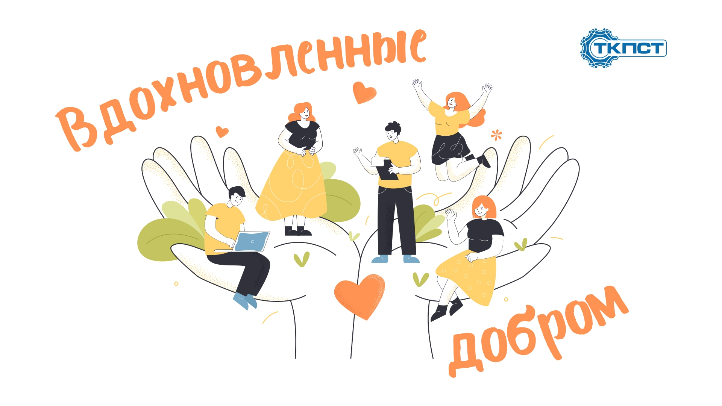 Вдохновленные
ТКПСТ
добром